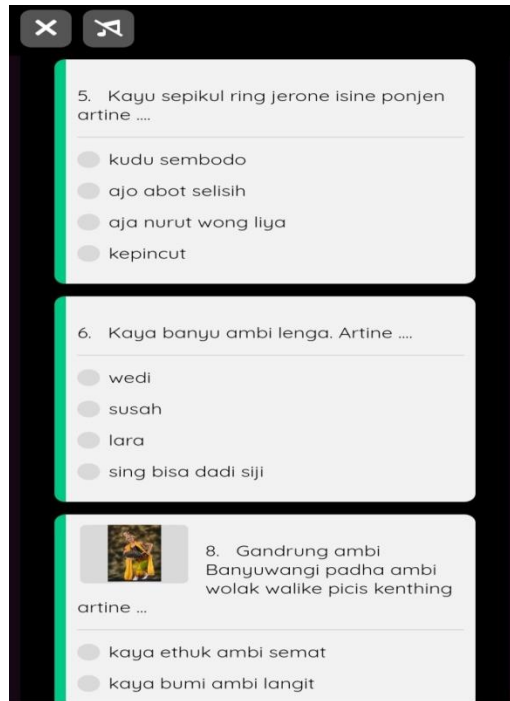 5. Kayu sepikul ring jerone isine ponjen
artine ....
kudu sembodo
ajo abot selisih
aja nurut wong liya
kepincut
6. Kaya banyu ambi lenga. Artine ....
wedi
susah
lara
sing bisa dadi siji
8. Gandrung ambi
Banyuwangi padha ambi
wolak walike picis kenthing
artine ...
kaya ethuk ambi semat
kaya bumi ambi langit